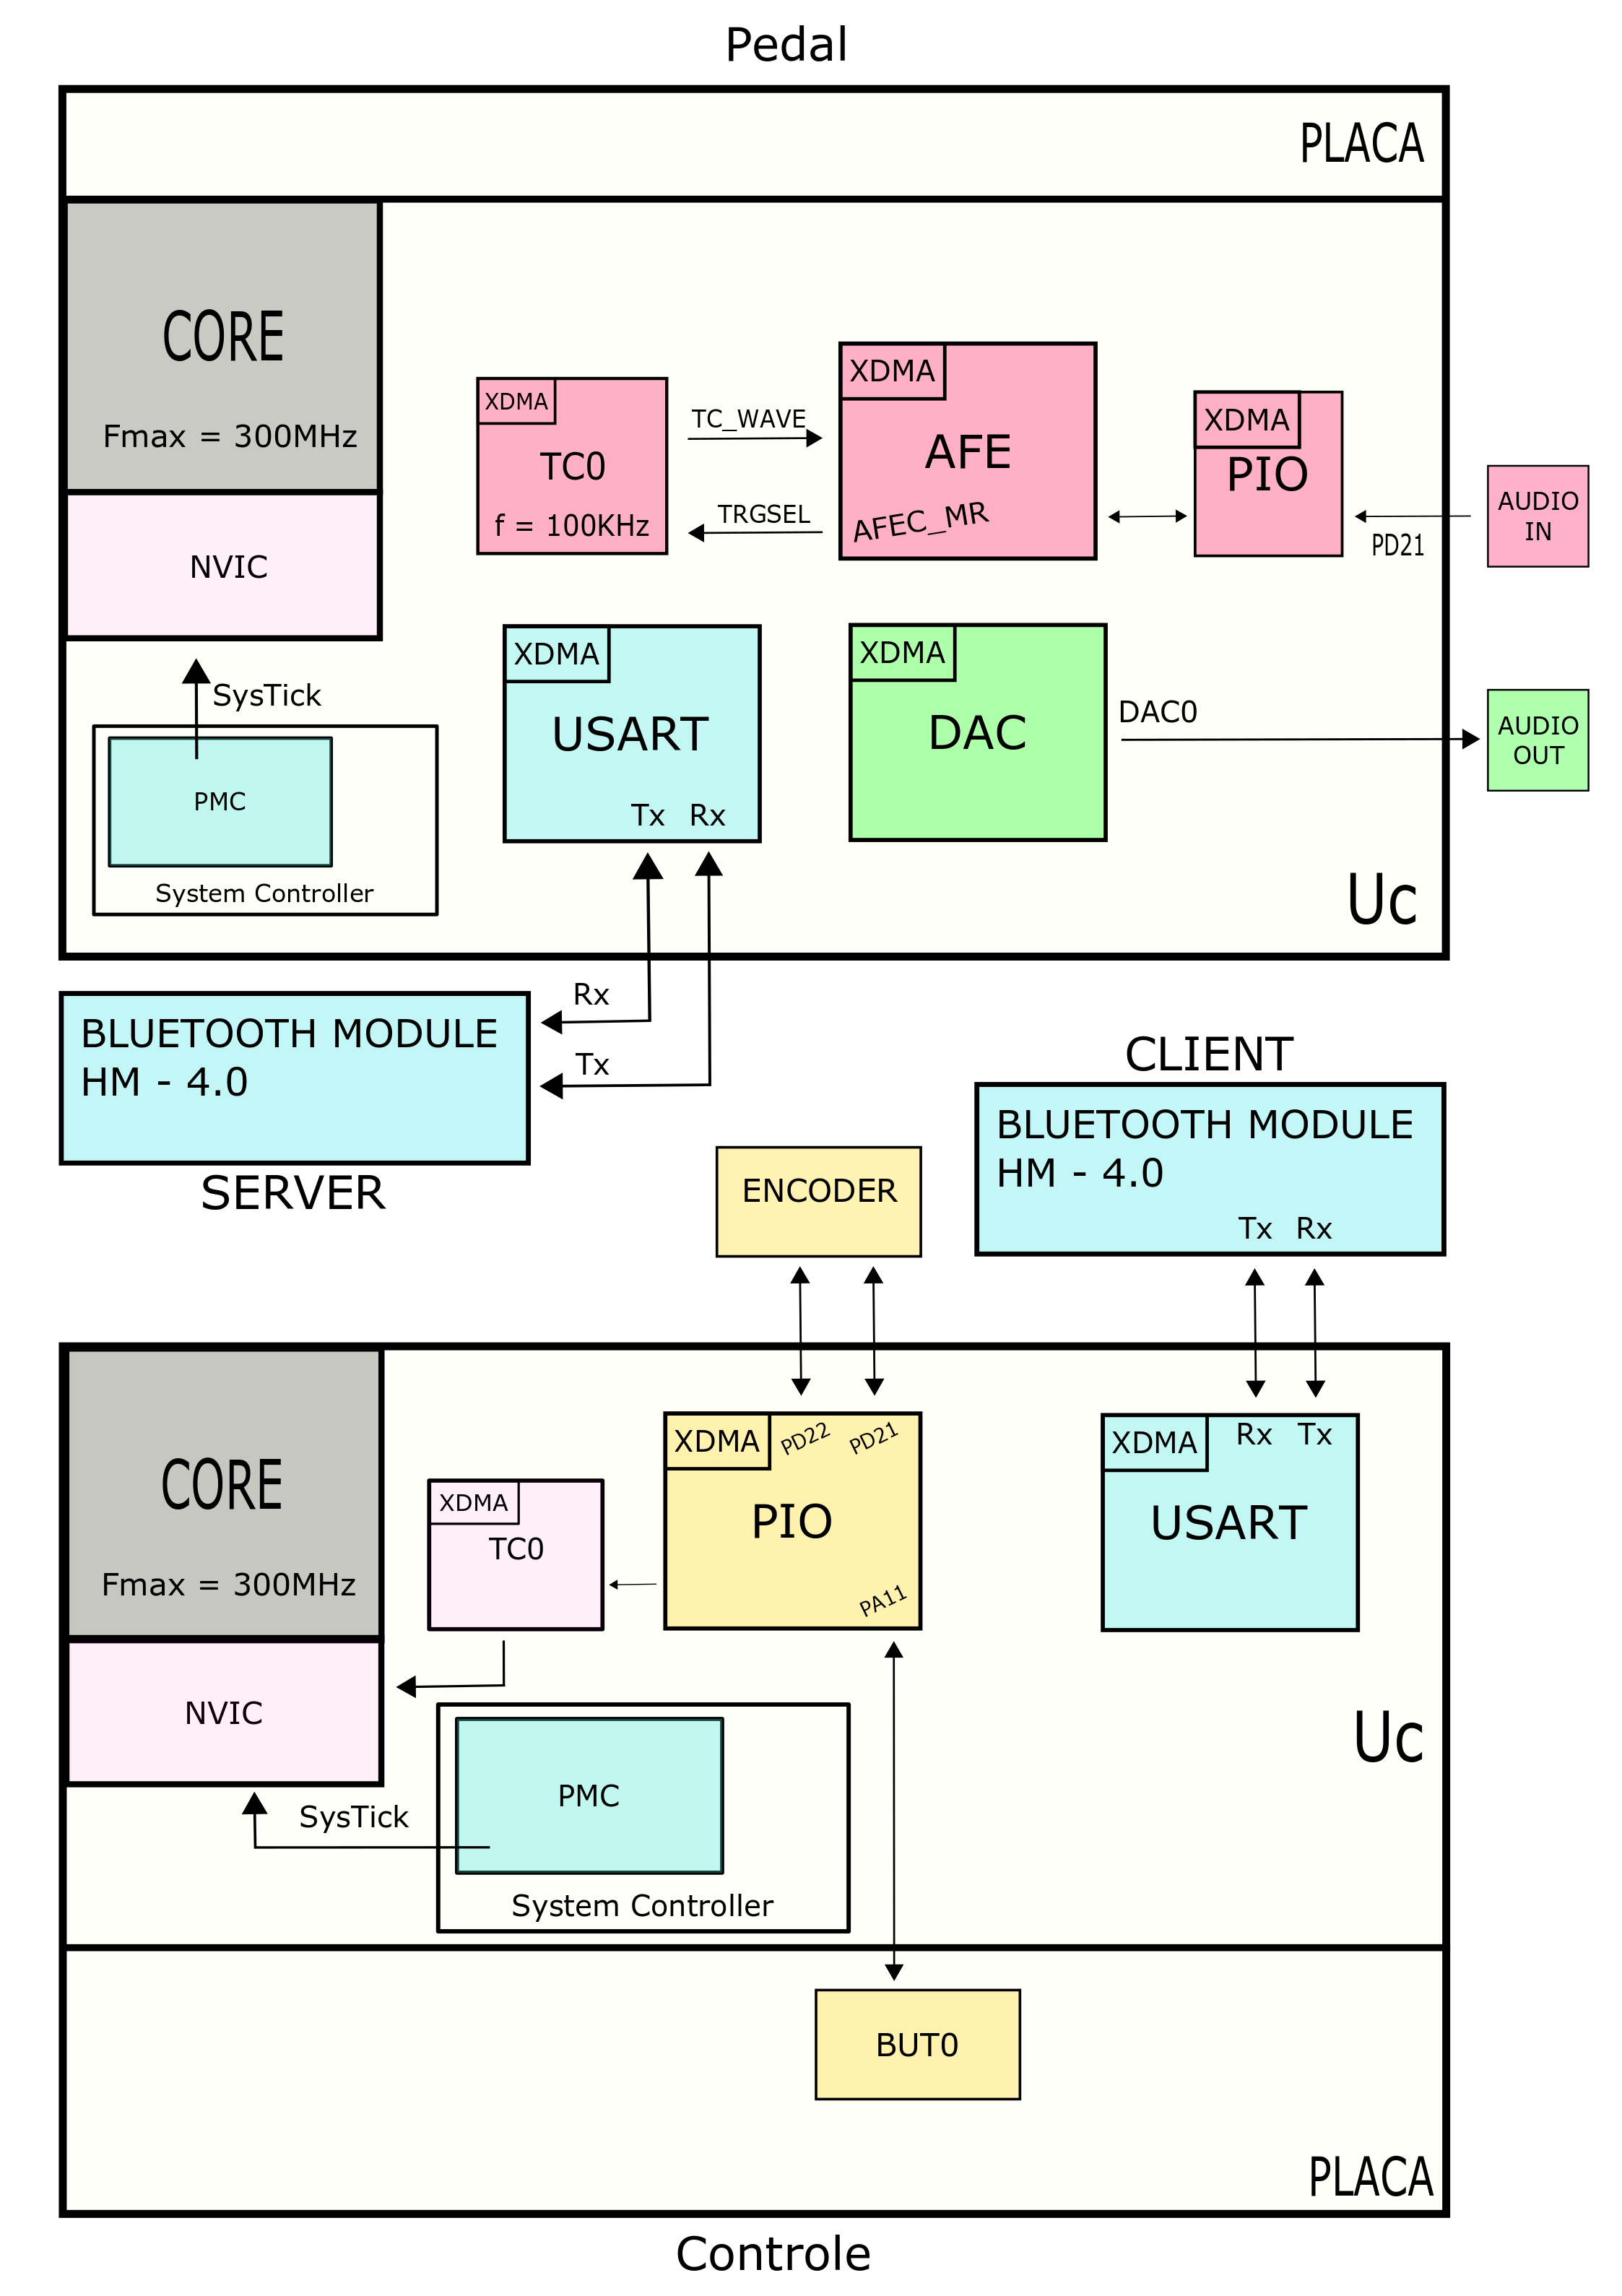 Pedal
PLACA
CORE
Fmax = 300MHz
NVIC
SysTick
PMC
System Controller
XDMA
TC0
f = 100KHz
TC_WAVE
TRGSEL
XDMA
AFE
AFEC_MR
XDMA
PIO
PD21
AUDIO
IN
XDMA
USART
Tx Rx
XDMA
DAC
DAC0
AUDIO
OUT
Uc
Rx
Tx
BLUETOOTH MODULE
HM - 4.0
SERVER
CLIENT
BLUETOOTH MODULE
HM - 4.0
Tx Rx
ENCODER
CORE
Fmax = 300MHz
NVIC
XDMA
TC0
XDMA
PD22
PD21
PIO
PA11
XDMA
Rx Tx
USART
Uc
SysTick
PMC
System Controller
BUT0
PLACA
Controle